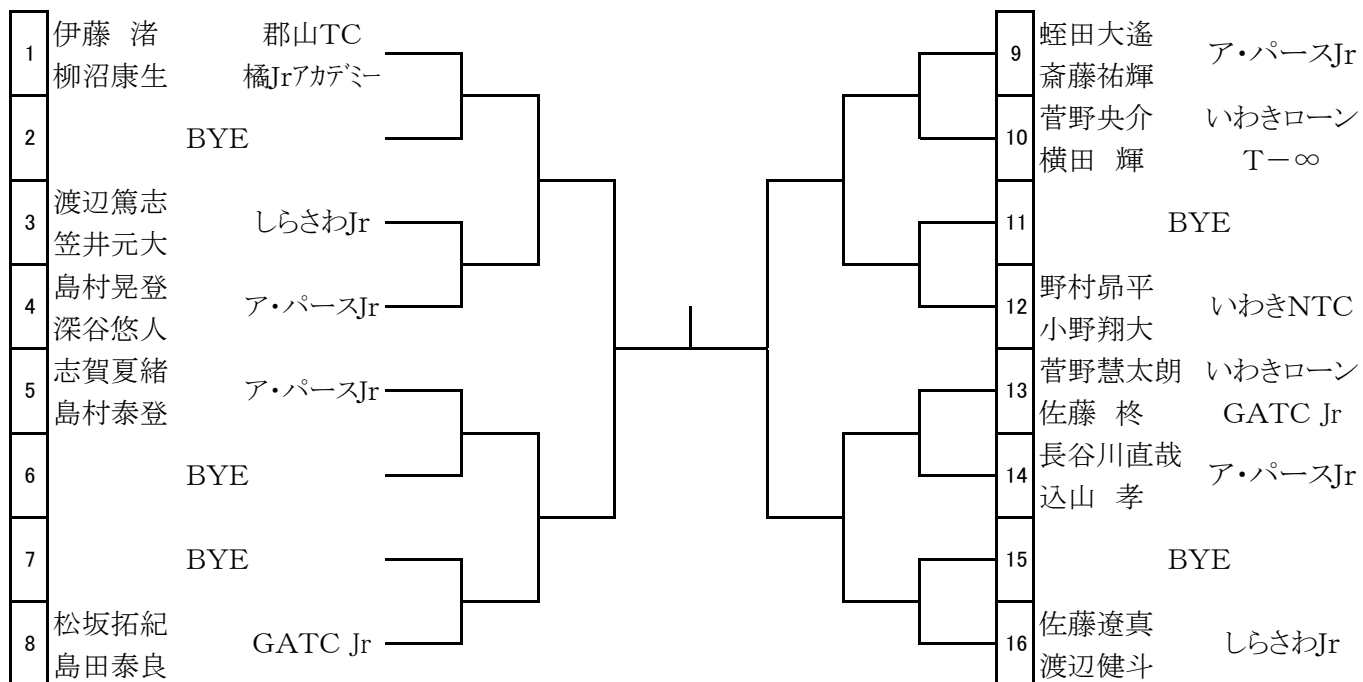 1 伊藤 渚 郡山TC
柳沼康生 橘Jrアカデミー
2 BYE
3 渡辺篤志 しらさわJr
笠井元大
4 島村晃登 ア・パースJr
深谷悠人
5 志賀夏緒 ア・パースJr
島村泰登
6 BYE
7 BYE
8 松坂拓紀 GATC Jr
島田泰良
9 蛭田大遙 ア・パースJr
斎藤祐輝
10 菅野央介 いわきローン
横田 輝 T−∞
11 BYE
12 野村昴平 いわきNTC
小野翔大
13 菅野慧太朗 いわきローン
佐藤 柊 GATC Jr
14 長谷川直哉 ア・パースJr
込山 孝
15 BYE
16 佐藤遼真 しらさわJr
渡辺健斗